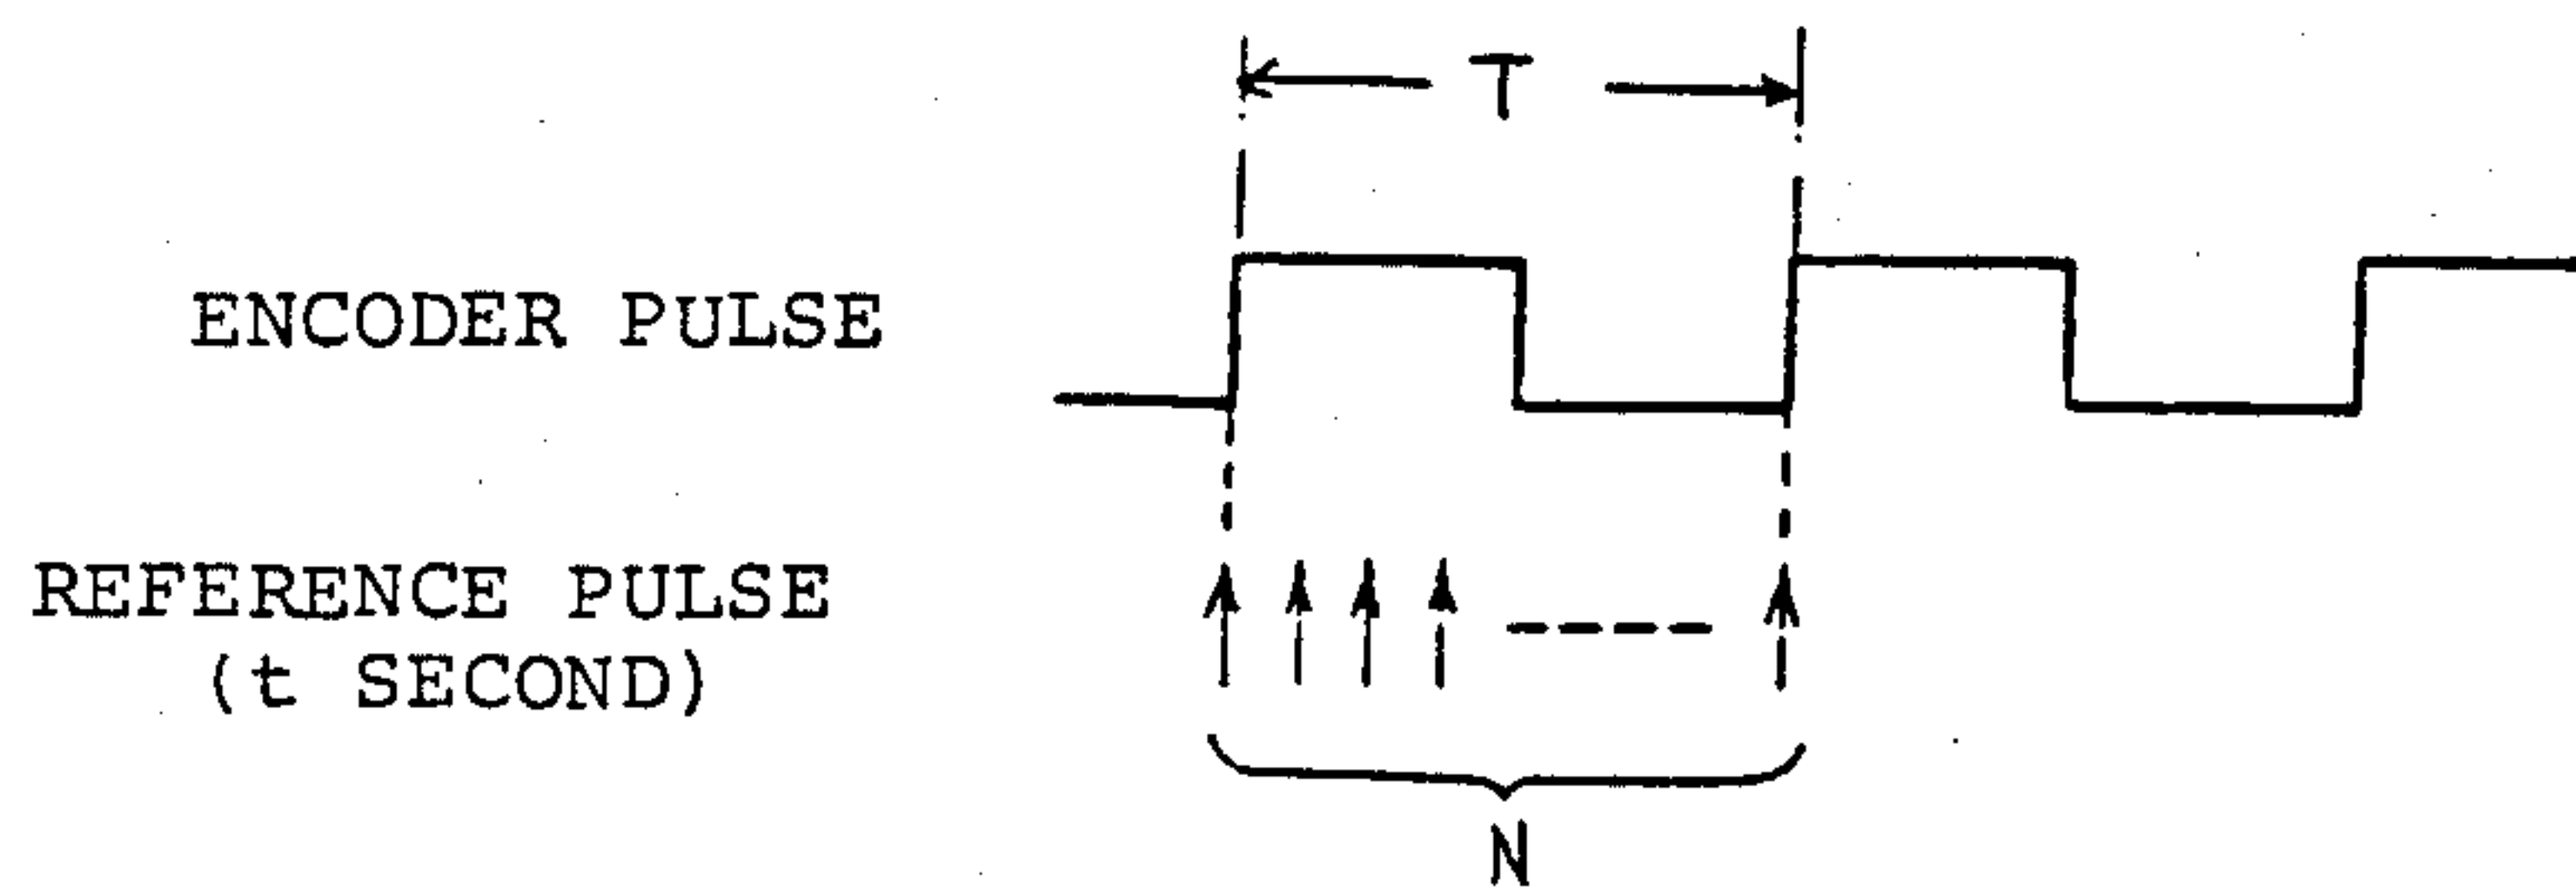 T
ENCODER PULSE
REFERENCE PULSE
(t SECOND)
N